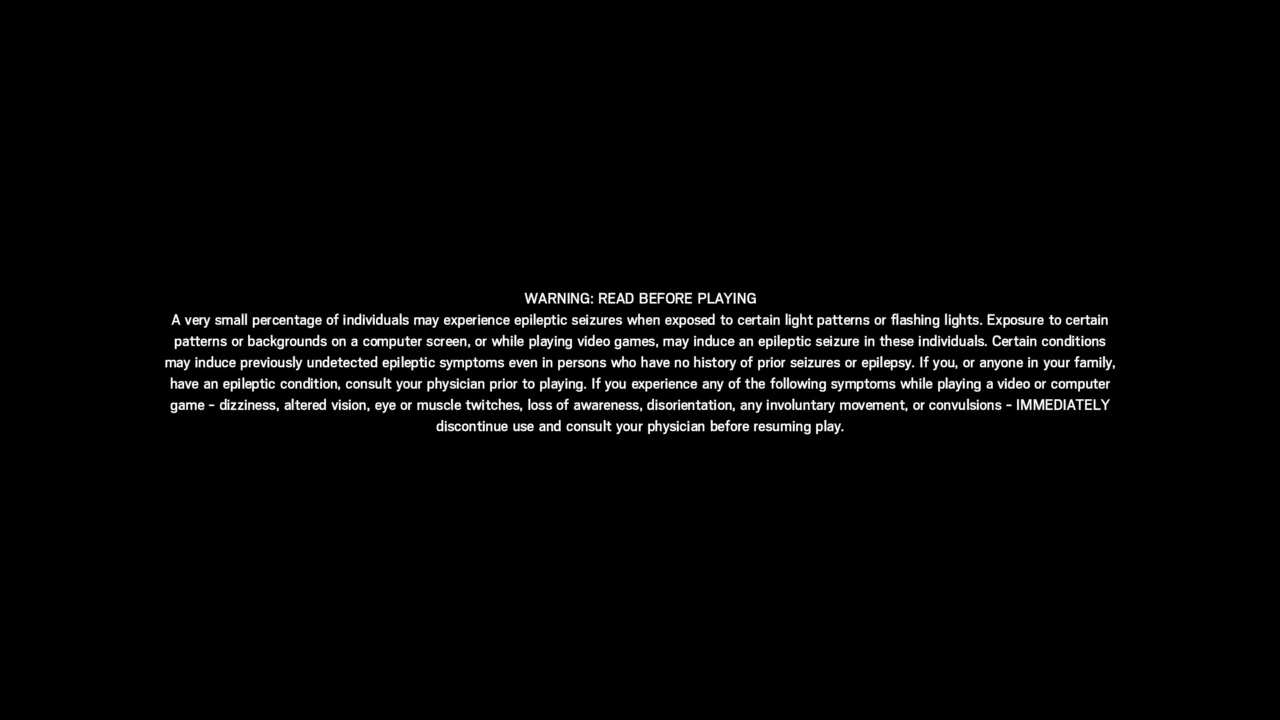 WARNING: READ BEFORE PLAYING
A very small percentage of individuals may experience epileptic seizures when exposed to certain light patterns or flashing lights. Exposure to certain
patterns or backgrounds on a computer screen, or while playing video games, may induce an epileptic seizure in these individuals. Certain conditions
may induce previously undetected epileptic symptoms even in persons who have no history of prior seizures or epilepsy. If you, or anyone in your family,
have an epileptic condition, consult your physician prior to playing. If you experience any of the following symptoms while playing a video or computer
game - dizziness, altered vision, eye or muscle twitches, loss of awareness, disorientation, any involuntary movement, or convulsions - IMMEDIATELY
discontinue use and consult your physician before resuming play.